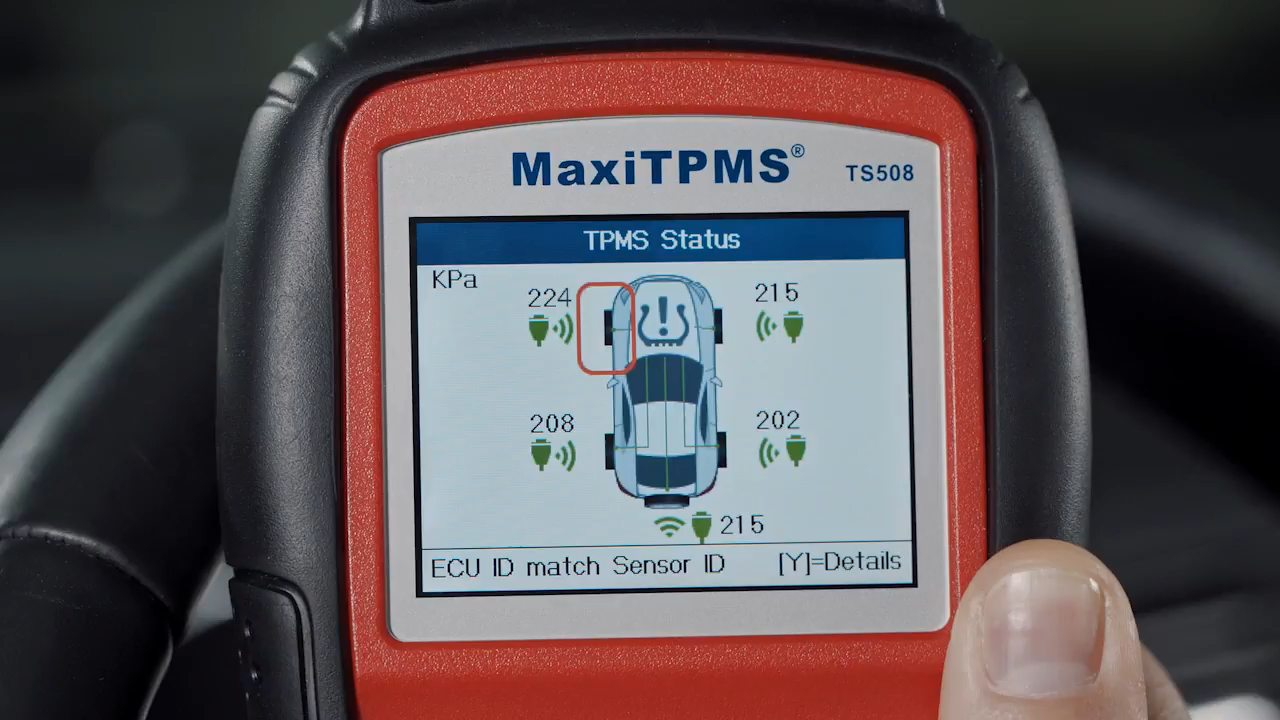 MaxiTPMS®
TS508
TPMS Status
KPa
224
215
208
202
215
ECU ID match Sensor ID [Y]=Details